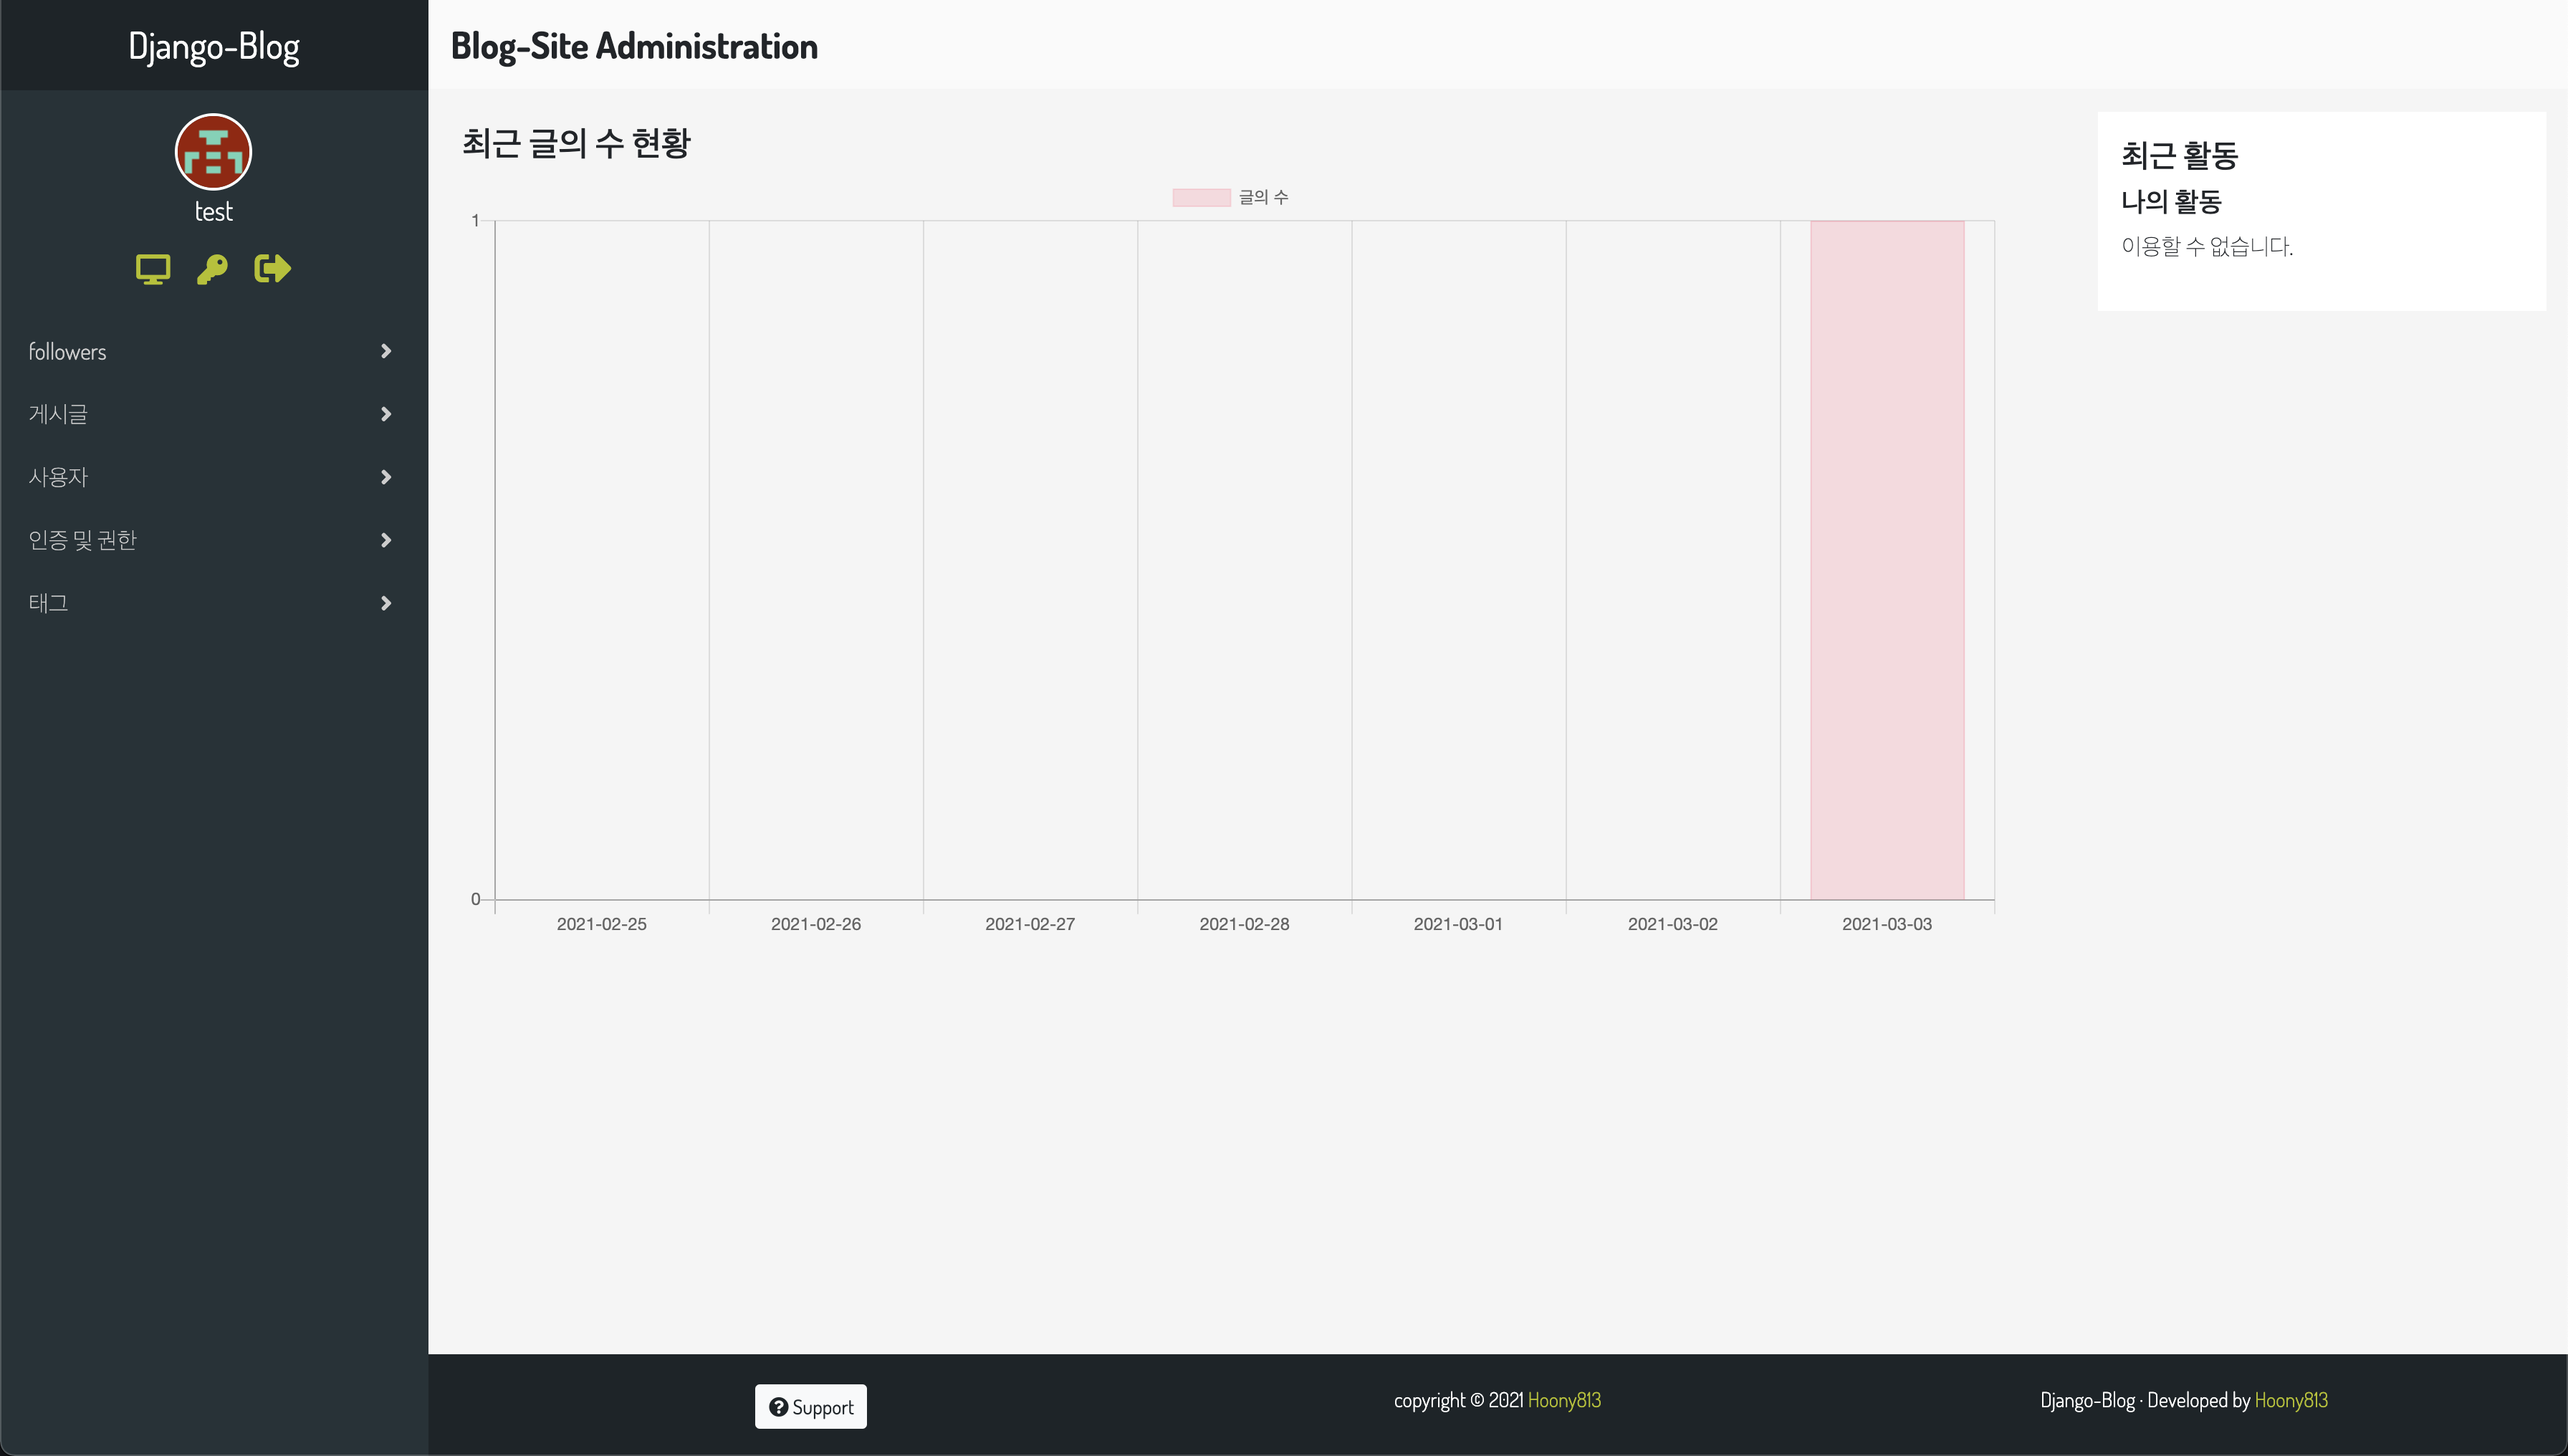 Django-Blog
test
followers
게시글
사용자
인증 및 권한
태그
Blog-Site Administration
최근 글의 수 현황
글의 수
1
0
2021-02-25 2021-02-26 2021-02-27 2021-02-28 2021-03-01 2021-03-02 2021-03-03
최근 활동
나의 활동
이용할 수 없습니다.
Support
copyright © 2021 Hoony813
Django-Blog · Developed by Hoony813